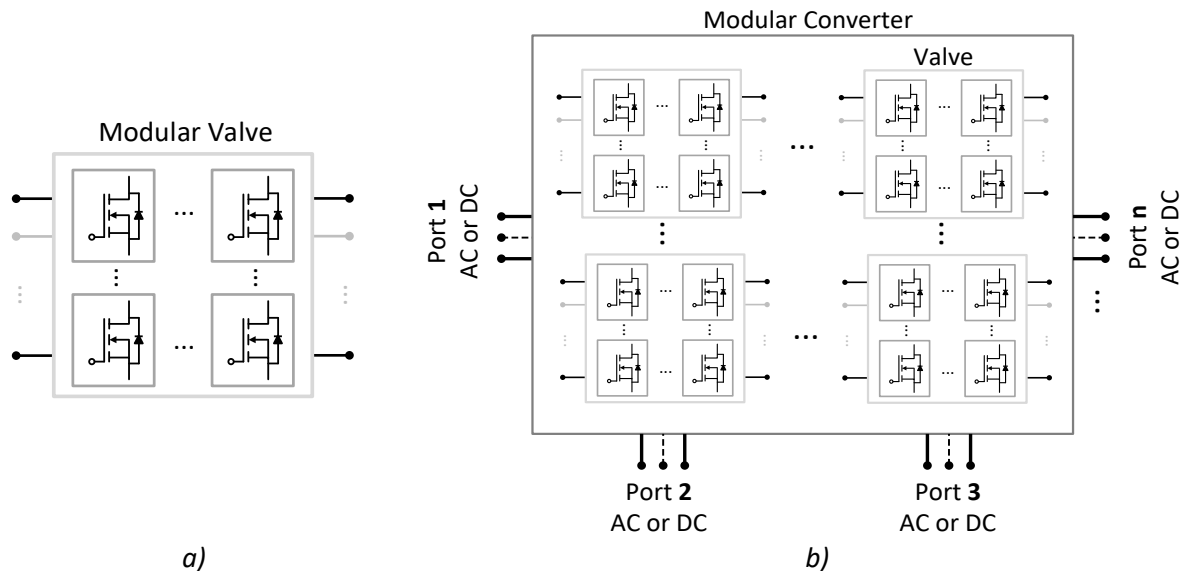 Modular Valve
a)
Modular Converter
Valve
Port 1
AC or DC
Port n
AC or DC
Port 2
AC or DC
Port 3
AC or DC
b)